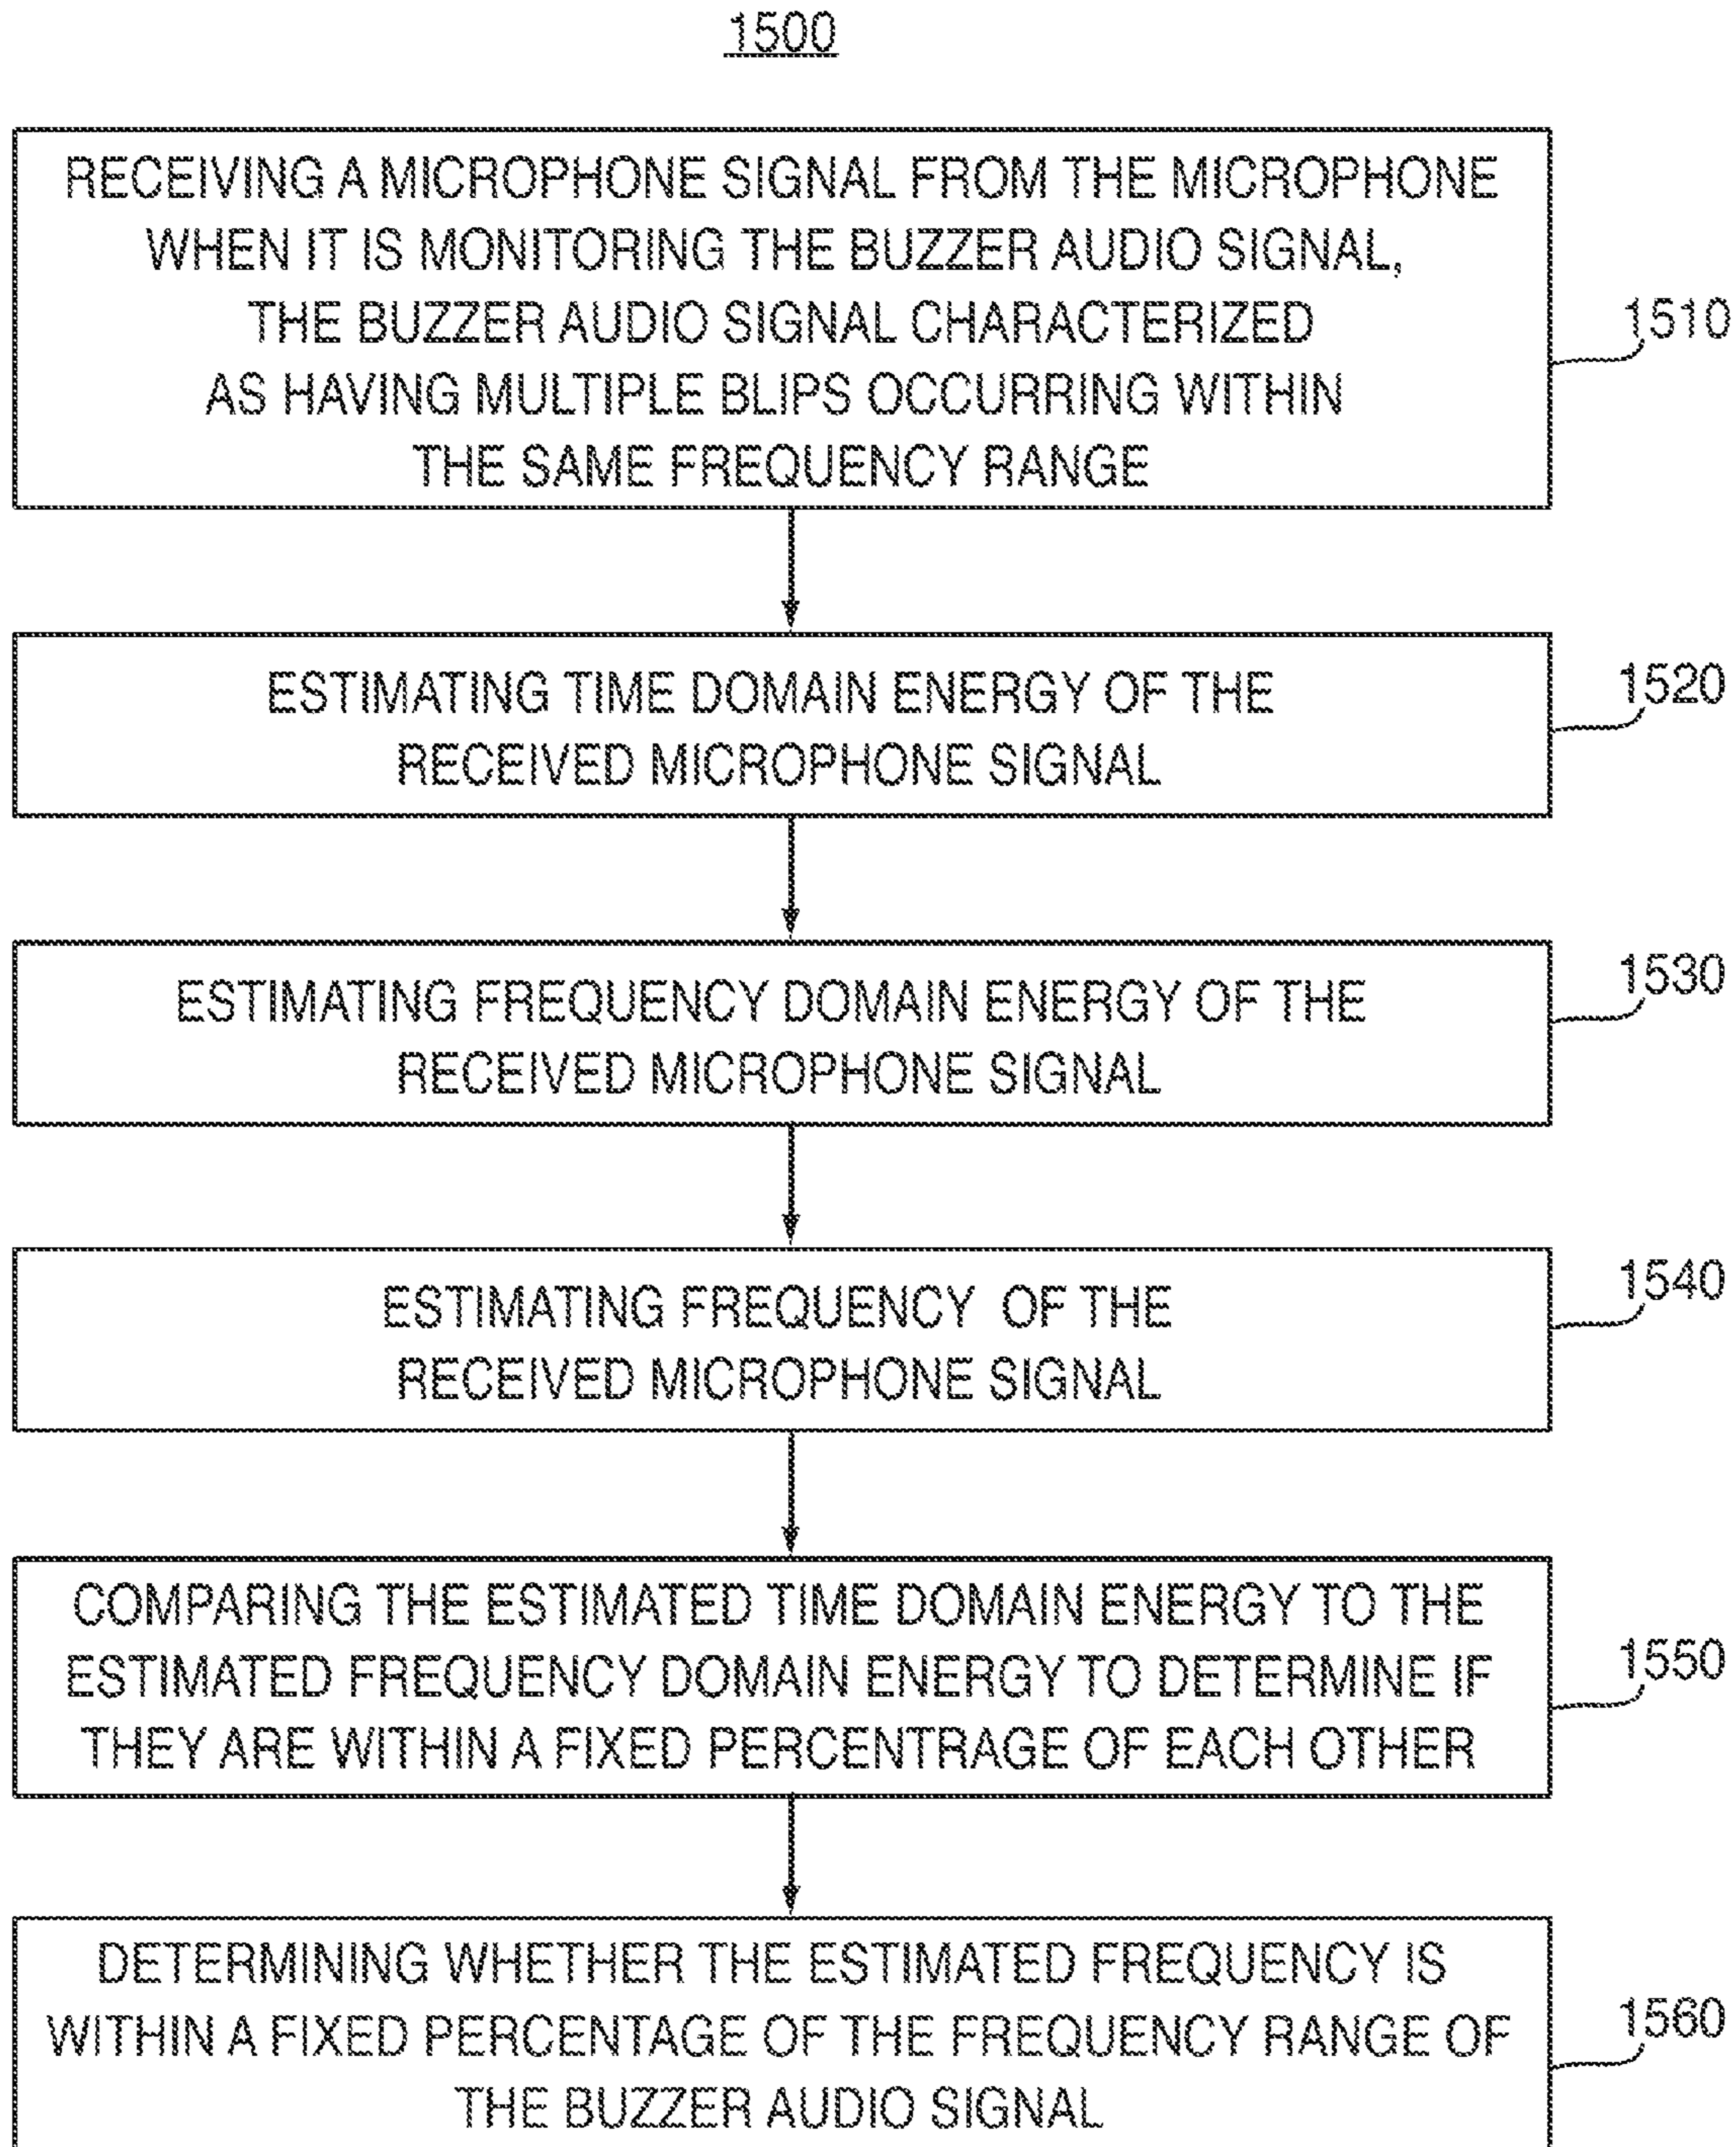 1500
RECEIVING A MICROPHONE SIGNAL FROM THE MICROPHONE
WHEN IT IS MONITORING THE BUZZER AUDIO SIGNAL,
THE BUZZER AUDIO SIGNAL CHARACTERIZED
AS HAVING MULTIPLE BLIPS OCCURRING WITHIN
THE SAME FREQUENCY RANGE
1510
ESTIMATING TIME DOMAIN ENERGY OF THE
RECEIVED MICROPHONE SIGNAL
1520
ESTIMATING FREQUENCY DOMAIN ENERGY OF THE
RECEIVED MICROPHONE SIGNAL
1530
ESTIMATING FREQUENCY OF THE
RECEIVED MICROPHONE SIGNAL
1540
COMPARING THE ESTIMATED TIME DOMAIN ENERGY TO THE
ESTIMATED FREQUENCY DOMAIN ENERGY TO DETERMINE IF
THEY ARE WITHIN A FIXED PERCENTRAGE OF EACH OTHER
1550
DETERMINING WHETHER THE ESTIMATED FREQUENCY IS
WITHIN A FIXED PERCENTAGE OF THE FREQUENCY RANGE OF
THE BUZZER AUDIO SIGNAL
1560